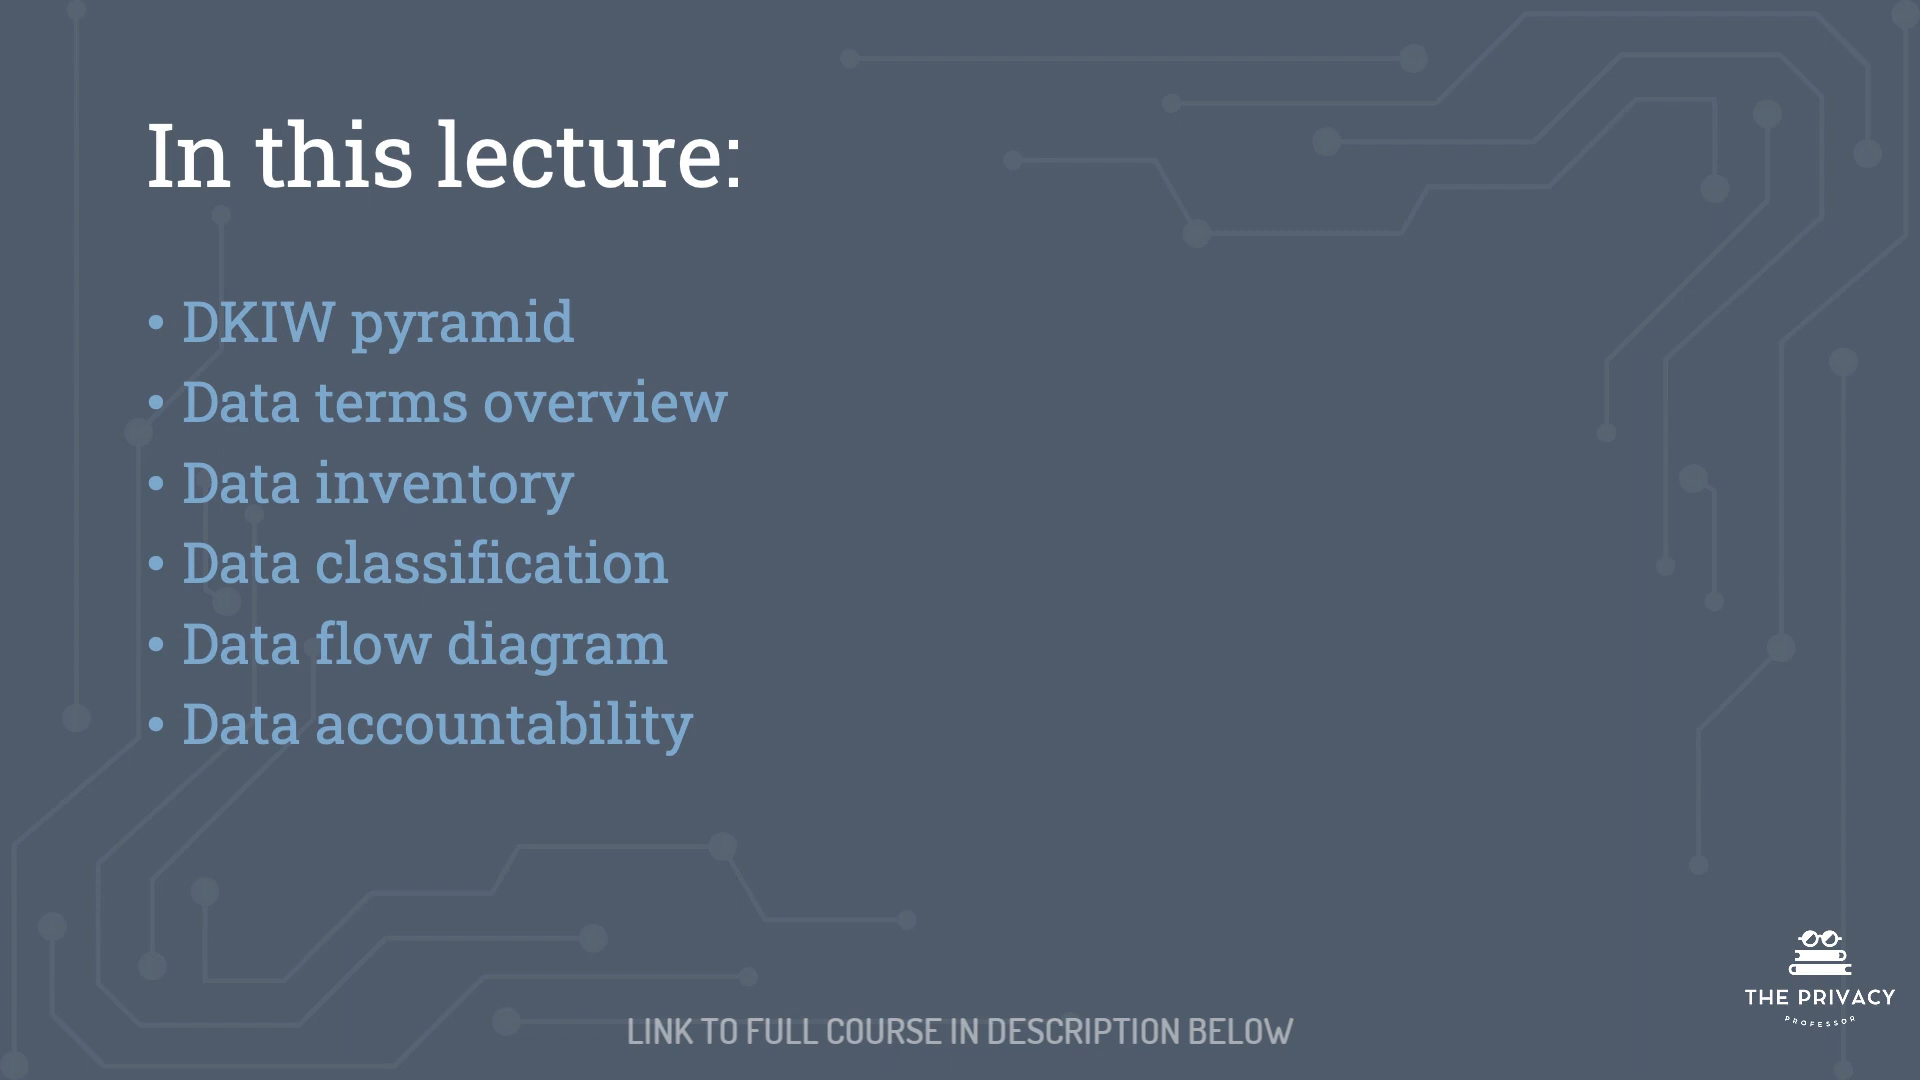 In this lecture:
• DKIW pyramid
• Data terms overview
• Data inventory
• Data classification
• Data flow diagram
• Data accountability
THE PRIVACY
PROFESSOR
LINK TO FULL COURSE IN DESCRIPTION BELOW